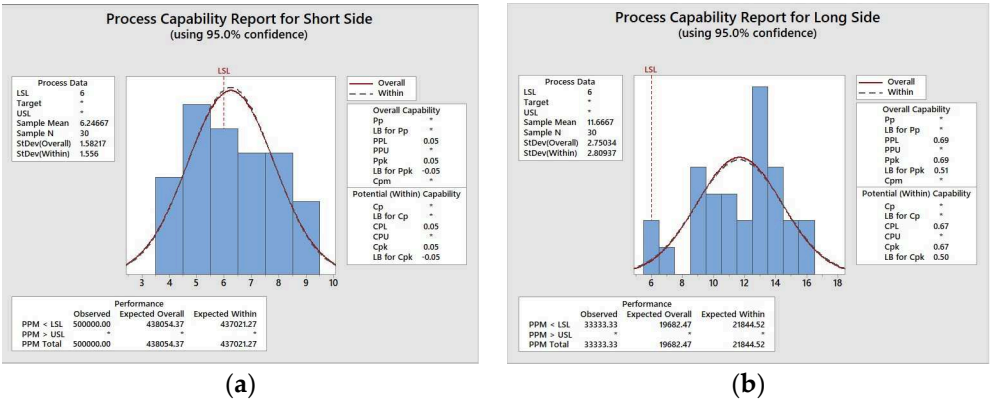 Process Capability Report for Short Side
(using 95.0% confidence)
LSL
Process Data
LSL 6
Target *
USL *
Sample Mean 6.24667
Sample N 30
StDev(Overall) 1.58217
StDev(Within) 1.556
Overall
Within
Overall Capability
Pp *
LB for Pp *
PPL 0.05
PPU *
Ppk 0.05
LB for Ppk -0.05
Cpm *
Potential (Within) Capability
Cp *
LB for Cp *
CPL 0.05
CPU *
Cpk 0.05
LB for Cpk -0.05
3 4 5 6 7 8 9 10
Performance
Observed Expected Overall Expected Within
PPM < LSL 500000.00 438054.37 437021.27
PPM > USL * * *
PPM Total 500000.00 438054.37 437021.27
(a)
Process Capability Report for Long Side
(using 95.0% confidence)
LSL
Process Data
LSL 6
Target *
USL *
Sample Mean 11.6667
Sample N 30
StDev(Overall) 2.75034
StDev(Within) 2.80937
Overall
Within
Overall Capability
Pp *
LB for Pp *
PPL 0.69
PPU *
Ppk 0.69
LB for Ppk 0.51
Cpm *
Potential (Within) Capability
Cp *
LB for Cp *
CPL 0.67
CPU *
Cpk 0.67
LB for Cpk 0.50
6 8 10 12 14 16 18
Performance
Observed Expected Overall Expected Within
PPM < LSL 33333.33 19682.47 21844.52
PPM > USL * * *
PPM Total 33333.33 19682.47 21844.52
(b)